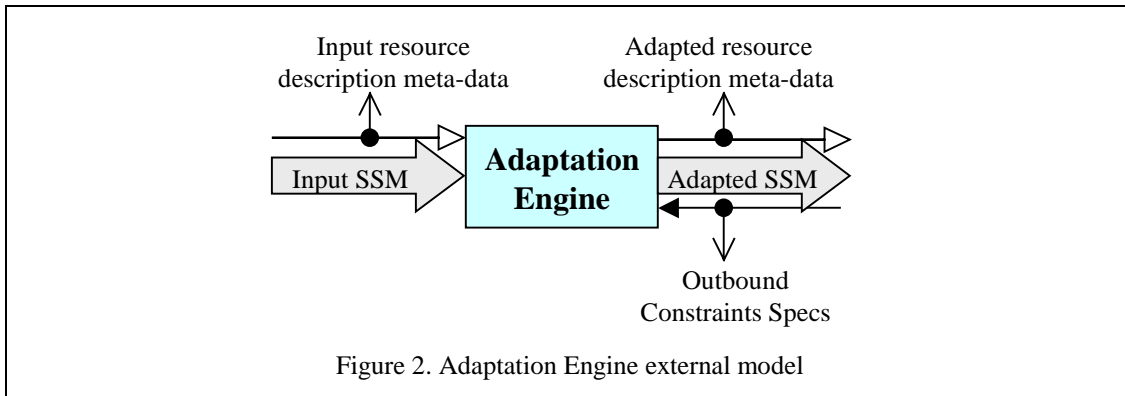 Input resource
description meta-data
Adapted resource
description meta-data
Input SSM
Adaptation
Engine
Adapted SSM
Outbound
Constraints Specs
Figure 2. Adaptation Engine external model